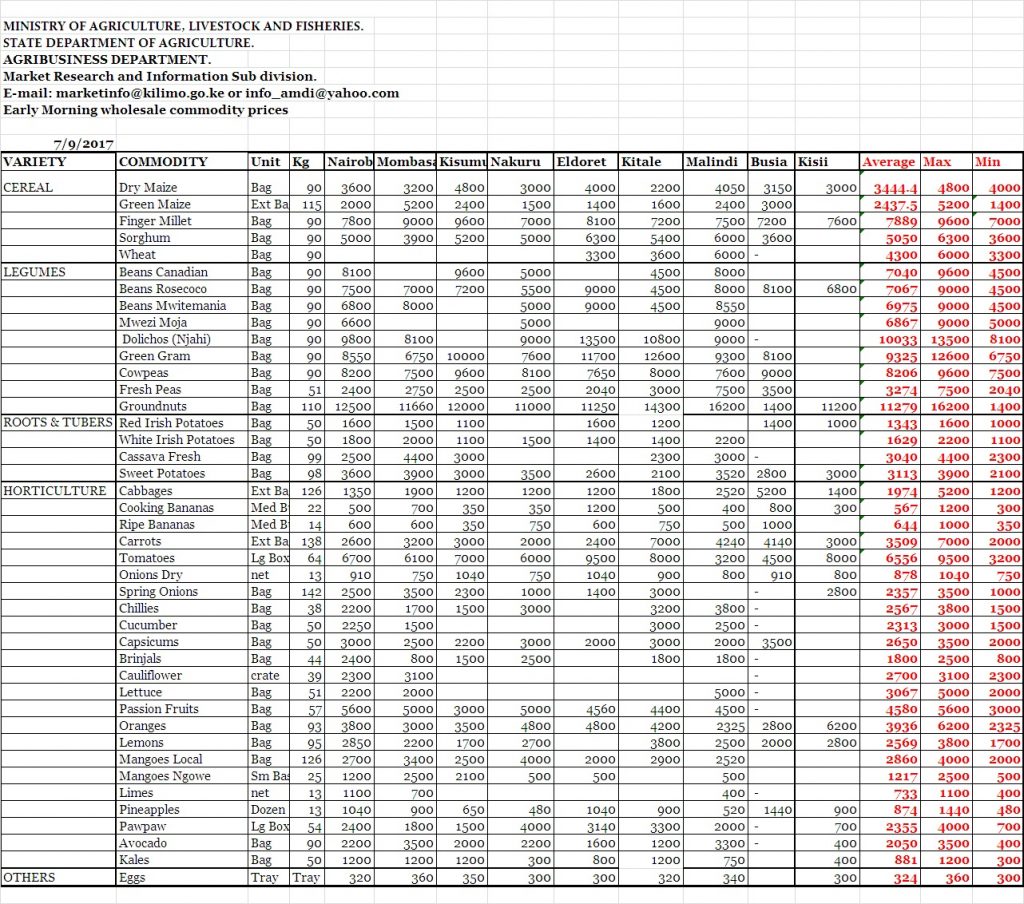 MINISTRY OF AGRICULTURE, LIVESTOCK AND FISHERIES.
STATE DEPARTMENT OF AGRICULTURE.
AGRIBUSINESS DEPARTMENT.
Market Research and Information Sub division.
E-mail: marketinfo@kilimo.go.ke or info_amdi@yahoo.com
Early Morning wholesale commodity prices
7/9/2017
VARIETY COMMODITY Unit Kg Nairob Mombasa Kisumu Nakuru Eldoret Kitale Malindi Busia Kisii Average Max Min
CEREAL Dry Maize Bag 90 3600 3200 4800 3000 4000 2200 4050 3150 3000 3444.4 4800 4000
Green Maize Ext Ba 115 2000 5200 2400 1500 1400 1600 2400 3000 2437.5 5200 1400
Finger Millet Bag 90 7800 9000 9600 7000 8100 7200 7500 7200 7600 7889 9600 7000
Sorghum Bag 90 5000 3900 5200 5000 6300 5400 6000 3600 5050 6300 3600
Wheat Bag 90 3300 3600 6000 - 4300 6000 3300
LEGUMES Beans Canadian Bag 90 8100 9600 5000 4500 8000 7040 9600 4500
Beans Rosecoco Bag 90 7500 7000 7200 5500 9000 4500 8000 8100 6800 7067 9000 4500
Beans Mwitemania Bag 90 6800 8000 5000 9000 4500 8550 6975 9000 4500
Mwezi Moja Bag 90 6600 5000 9000 6867 9000 5000
Dolichos (Njahi) Bag 90 9800 8100 9000 13500 10800 9000 - 10033 13500 8100
Green Gram Bag 90 8550 6750 10000 7600 11700 12600 9300 8100 9325 12600 6750
Cowpeas Bag 90 8200 7500 9600 8100 7650 8000 7600 9000 8206 9600 7500
Fresh Peas Bag 51 2400 2750 2500 2500 2040 3000 7500 3500 3274 7500 2040
Groundnuts Bag 110 12500 11660 12000 11000 11250 14300 16200 1400 11200 11279 16200 1400
ROOTS & TUBERS Red Irish Potatoes Bag 50 1600 1500 1100 1600 1200 1400 1000 1343 1600 1000
White Irish Potatoes Bag 50 1800 2000 1100 1500 1400 1400 2200 1629 2200 1100
Cassava Fresh Bag 99 2500 4400 3000 2300 3000 - 3040 4400 2300
Sweet Potatoes Bag 98 3600 3900 3000 3500 2600 2100 3520 2800 3000 3113 3900 2100
HORTICULTURE Cabbages Ext Ba 126 1350 1900 1200 1200 1200 1800 2520 5200 1400 1974 5200 1200
Cooking Bananas Med B 22 500 700 350 350 1200 500 400 800 300 567 1200 300
Ripe Bananas Med B 14 600 600 350 750 600 750 500 1000 644 1000 350
Carrots Ext Ba 138 2600 3200 3000 2000 2400 7000 4240 4140 3000 3509 7000 2000
Tomatoes Lg Box 64 6700 6100 7000 6000 9500 8000 3200 4500 8000 6556 9500 3200
Onions Dry net 13 910 750 1040 750 1040 900 800 910 800 878 1040 750
Spring Onions Bag 142 2500 3500 2300 1000 1400 3000 - 2800 2357 3500 1000
Chillies Bag 38 2200 1700 1500 3000 3200 3800 - 2567 3800 1500
Cucumber Bag 50 2250 1500 3000 2500 - 2313 3000 1500
Capsicums Bag 50 3000 2500 2200 3000 2000 3000 2000 3500 2650 3500 2000
Brinjals Bag 44 2400 800 1500 2500 1800 1800 - 1800 2500 800
Cauliflower crate 39 2300 3100 - 2700 3100 2300
Lettuce Bag 51 2200 2000 5000 - 3067 5000 2000
Passion Fruits Bag 57 5600 5000 3000 5000 4560 4400 4500 - 4580 5600 3000
Oranges Bag 93 3800 3000 3500 4800 4800 4200 2325 2800 6200 3936 6200 2325
Lemons Bag 95 2850 2200 1700 2700 3800 2500 2000 2800 2569 3800 1700
Mangoes Local Bag 126 2700 3400 2500 4000 2000 2900 2520 2860 4000 2000
Mangoes Ngowe Sm Bas 25 1200 2500 2100 500 500 500 1217 2500 500
Limes net 13 1100 700 400 - 733 1100 400
Pineapples Dozen 13 1040 900 650 480 1040 900 520 1440 900 874 1440 480
Pawpaw Lg Box 54 2400 1800 1500 4000 3140 3300 2000 - 700 2355 4000 700
Avocado Bag 90 2200 3500 2000 2200 1600 1200 3300 - 400 2050 3500 400
Kales Bag 50 1200 1200 1200 300 800 1200 750 400 881 1200 300
OTHERS Eggs Tray Tray 320 360 350 300 300 320 340 300 324 360 300